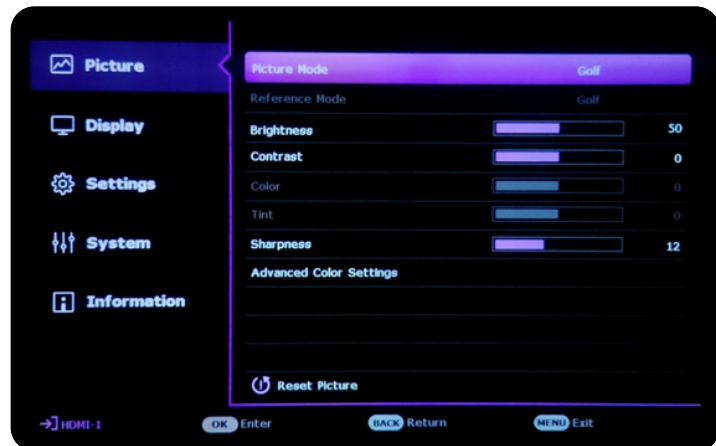 Picture
Display
Settings
System
Information
Picture Mode Golf
Reference Mode Golf
Brightness 50
Contrast 0
Color 0
Tint 0
Sharpness 12
Advanced Color Settings
Reset Picture
HDMI-1
OK Enter
BACK Return
MENU Exit